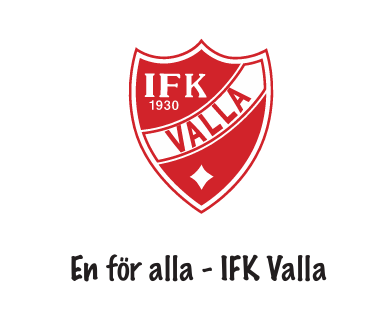 IFK
1930
VALLA
En för alla - IFK Valla